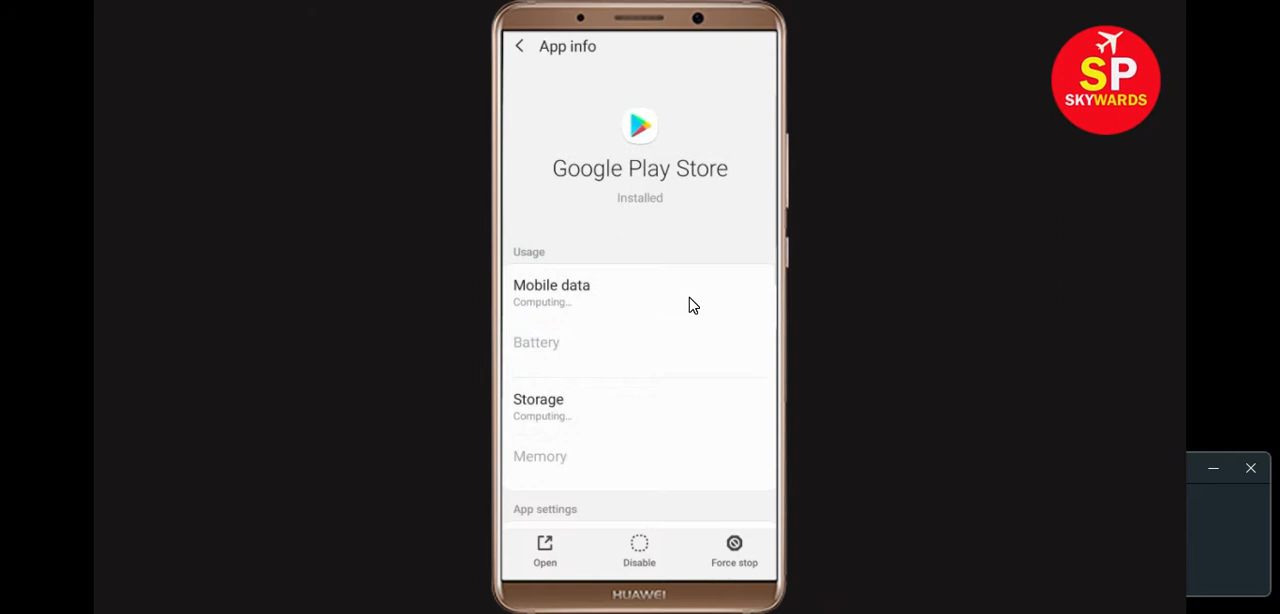 App info
SP
SKYWARDS
Google Play Store
Installed
Usage
Mobile data
Computing...
Battery
Storage
Computing...
Memory
App settings
Open
Disable
Force stop
HUAWEI